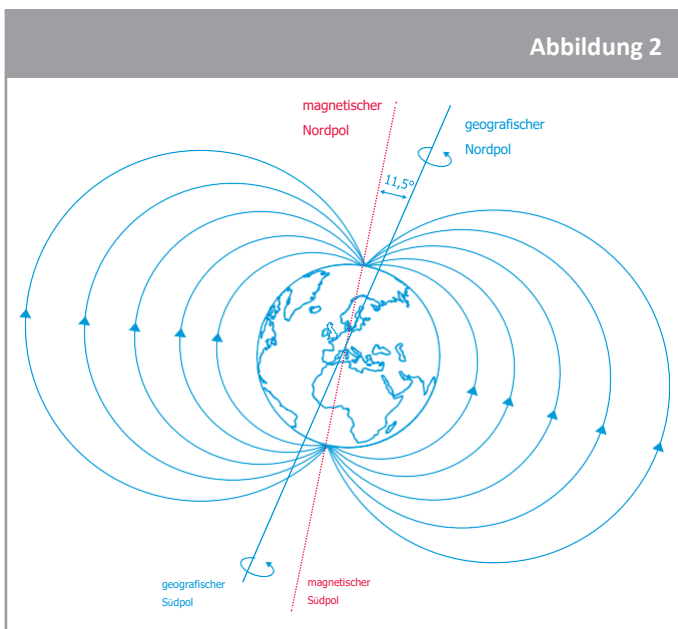 Abbildung 2
magnetischer
Nordpol
geografischer
Nordpol
11,5°
geografischer
Südpol
magnetischer
Südpol